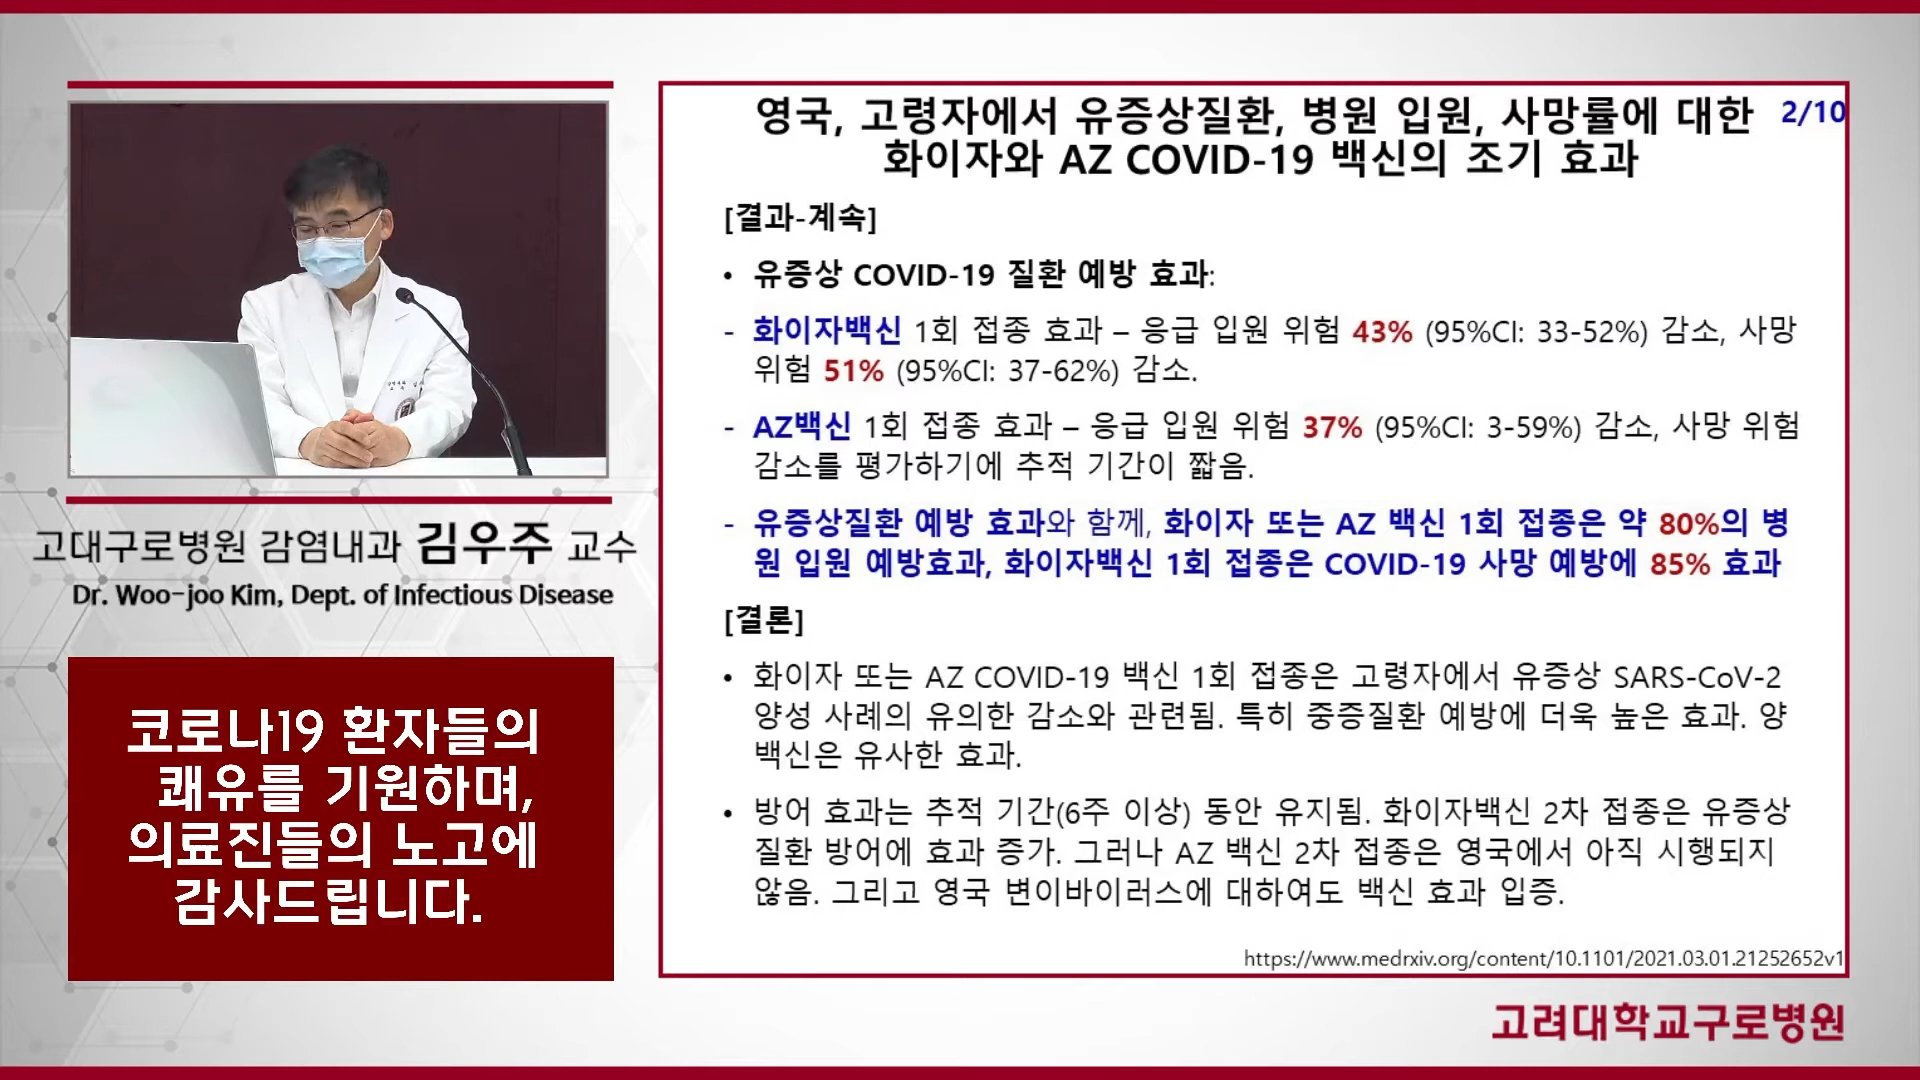 영국, 고령자에서 유증상질환, 병원 입원, 사망률에 대한 2/10
화이자와 AZ COVID-19 백신의 조기 효과
[결과-계속]
• 유증상 COVID-19 질환 예방 효과:
- 화이자백신 1회 접종 효과 – 응급 입원 위험 43% (95%CI: 33-52%) 감소, 사망
위험 51% (95%CI: 37-62%) 감소.
- AZ백신 1회 접종 효과 – 응급 입원 위험 37% (95%CI: 3-59%) 감소, 사망 위험
감소를 평가하기에 추적 기간이 짧음.
- 유증상질환 예방 효과와 함께, 화이자 또는 AZ 백신 1회 접종은 약 80%의 병
원 입원 예방효과, 화이자백신 1회 접종은 COVID-19 사망 예방에 85% 효과
[결론]
• 화이자 또는 AZ COVID-19 백신 1회 접종은 고령자에서 유증상 SARS-CoV-2
양성 사례의 유의한 감소와 관련됨. 특히 중증질환 예방에 더욱 높은 효과. 양
백신은 유사한 효과.
• 방어 효과는 추적 기간(6주 이상) 동안 유지됨. 화이자백신 2차 접종은 유증상
질환 방어에 효과 증가. 그러나 AZ 백신 2차 접종은 영국에서 아직 시행되지
않음. 그리고 영국 변이바이러스에 대하여도 백신 효과 입증.
https://www.medrxiv.org/content/10.1101/2021.03.01.21252652v1
고대구로병원 감염내과 김우주 교수
Dr. Woo-joo Kim, Dept. of Infectious Disease
코로나19 환자들의
쾌유를 기원하며,
의료진들의 노고에
감사드립니다.
고려대학교구로병원